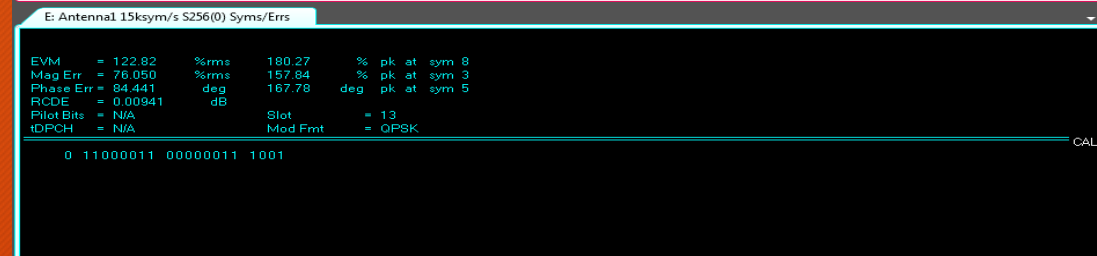 E: Antenna1 15ksym/s S256(0) Syms/Errs
EVM = 122.82 %rms 180.27 % pk at sym 8
Mag Err = 76.050 %rms 157.84 % pk at sym 3
Phase Err = 84.441 deg 167.78 deg pk at sym 5
RCDE = 0.00941 dB
Pilot Bits = N/A Slot = 13
tDPCH = N/A Mod Fmt = QPSK
CAL
0 11000011 00000011 1001